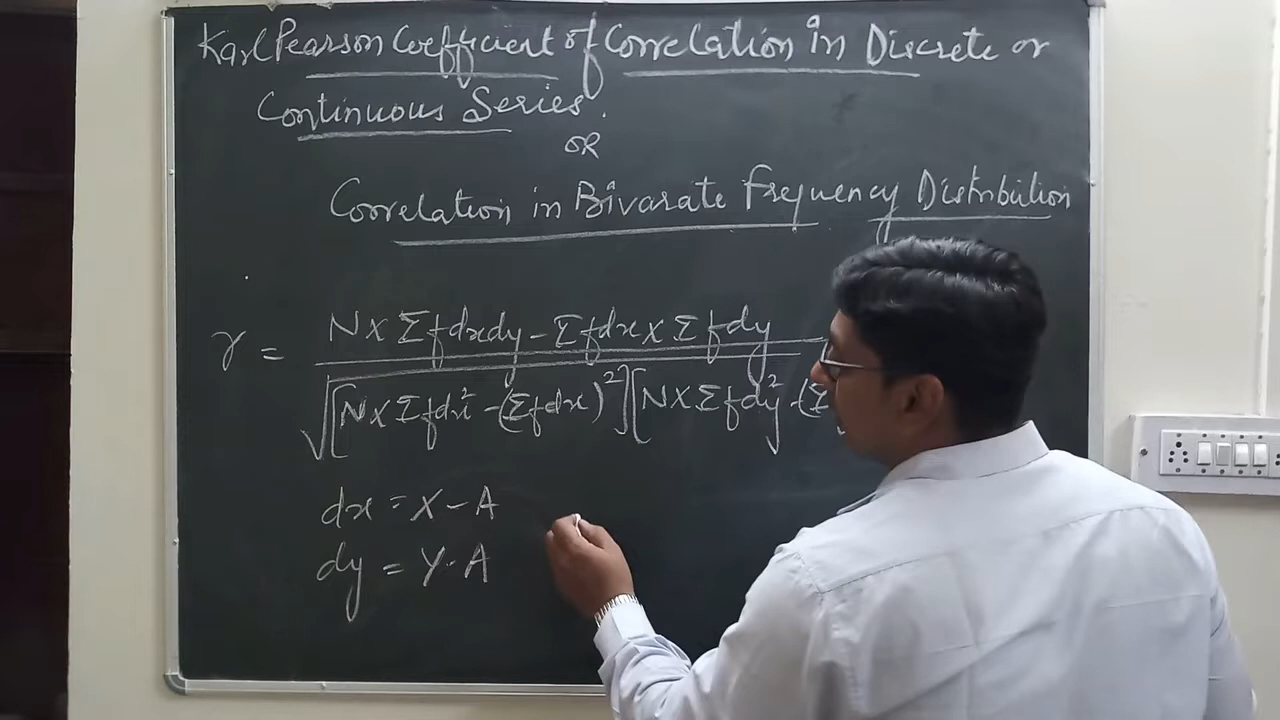 Karl Pearson Coefficient of Correlation in Discrete or
Continuous Series.
OR
Correlation in Bivarate Frequency Distribution
r = N X Σfdxdy - Σfdx X Σfdy
√[N X Σfdx² - (Σfdx)²][N X Σfdy² - (Σ
dx = X - A
dy = Y - A